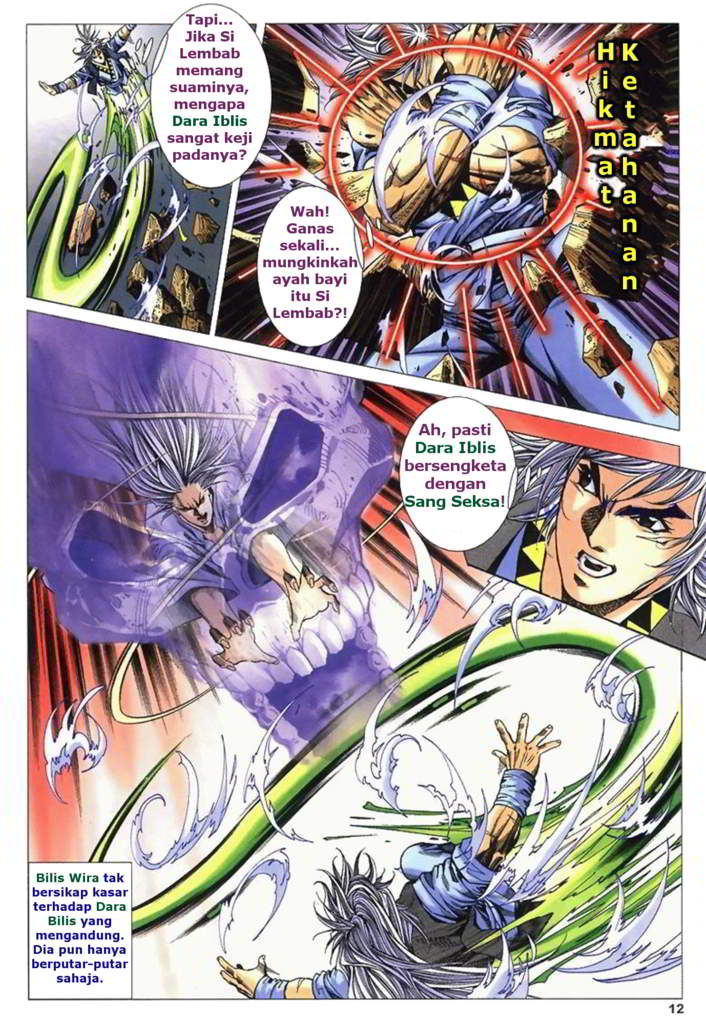 Tapi...
Jika Si
Lembab
memang
suaminya,
mengapa
Dara Iblis
sangat keji
padanya?
Hikmat
Ketahanan
Wah!
Ganas
sekali...
mungkinkah
ayah bayi
itu Si
Lembab?!
Ah, pasti
Dara Iblis
bersengketa
dengan
Sang Seksa!
Bilis Wira tak
bersikap kasar
terhadap Dara
Bilis yang
mengandung.
Dia pun hanya
berputar-putar
sahaja.
12